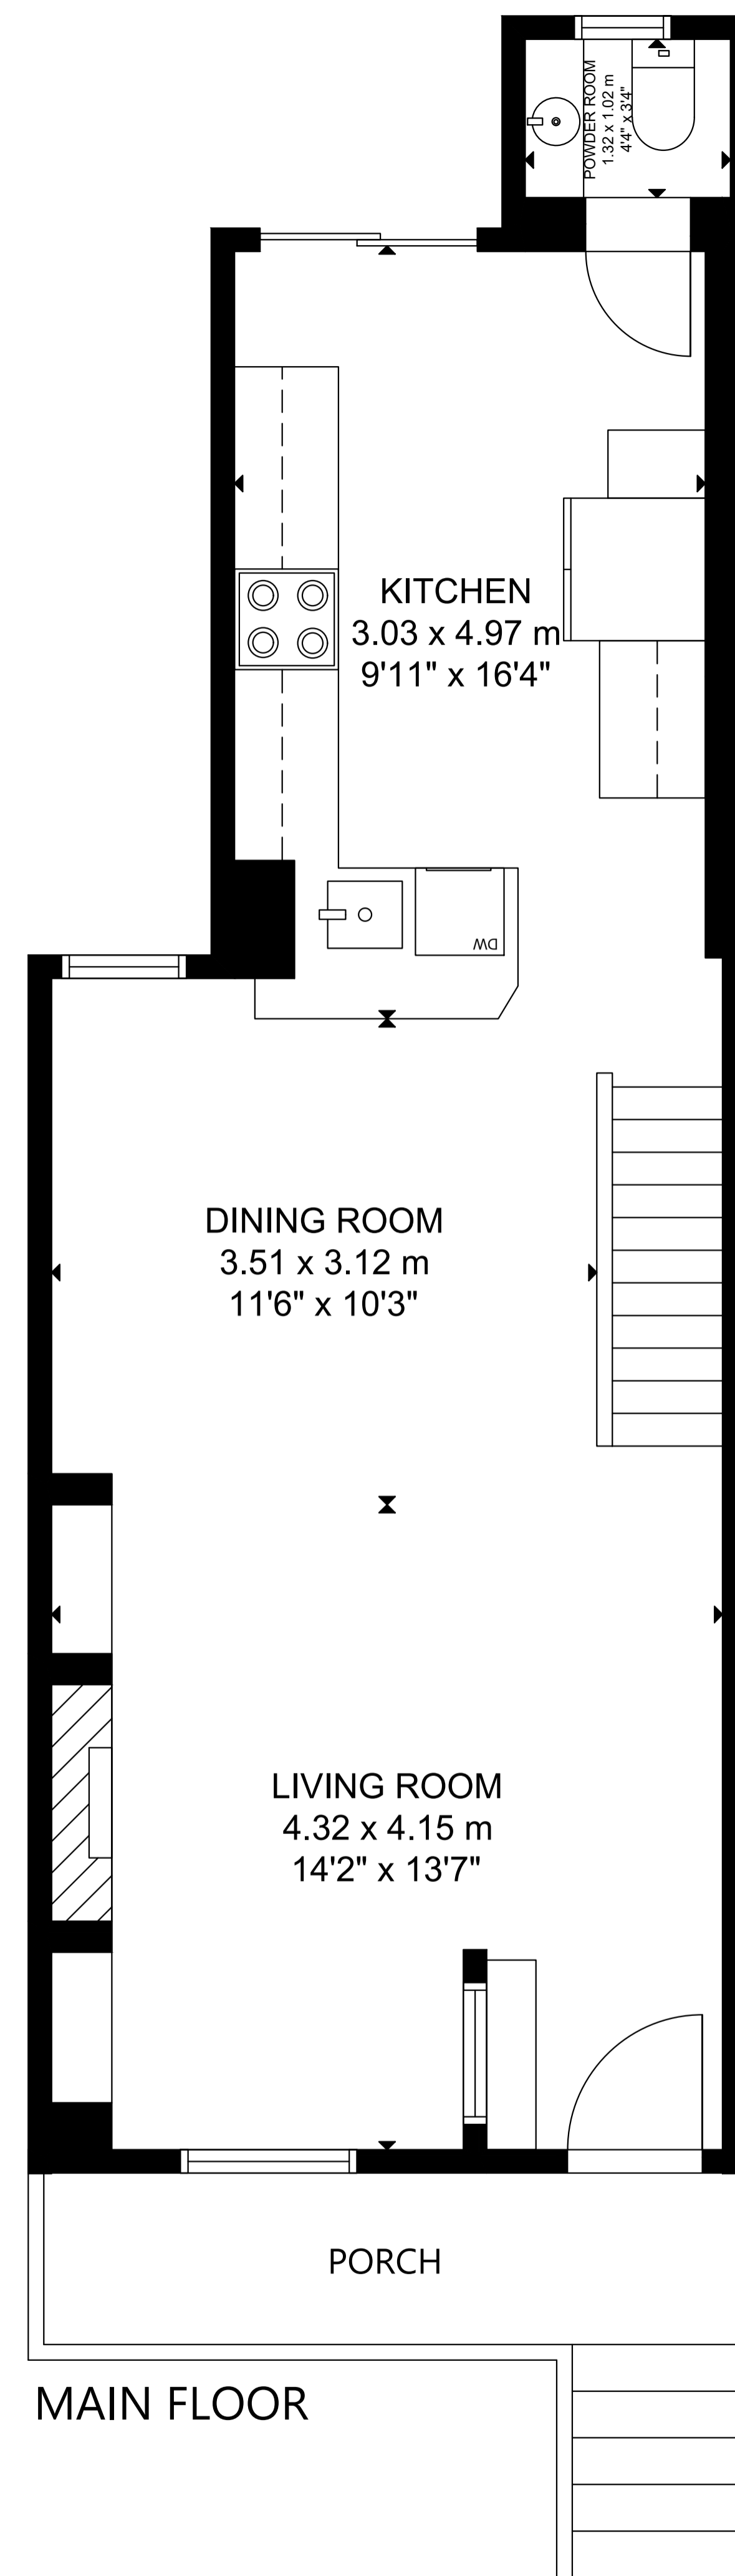 POWDER ROOM
1.32 x 1.02 m
4'4" x 3'4"
KITCHEN
3.03 x 4.97 m
9'11" x 16'4"
DW
DINING ROOM
3.51 x 3.12 m
11'6" x 10'3"
LIVING ROOM
4.32 x 4.15 m
14'2" x 13'7"
PORCH
MAIN FLOOR